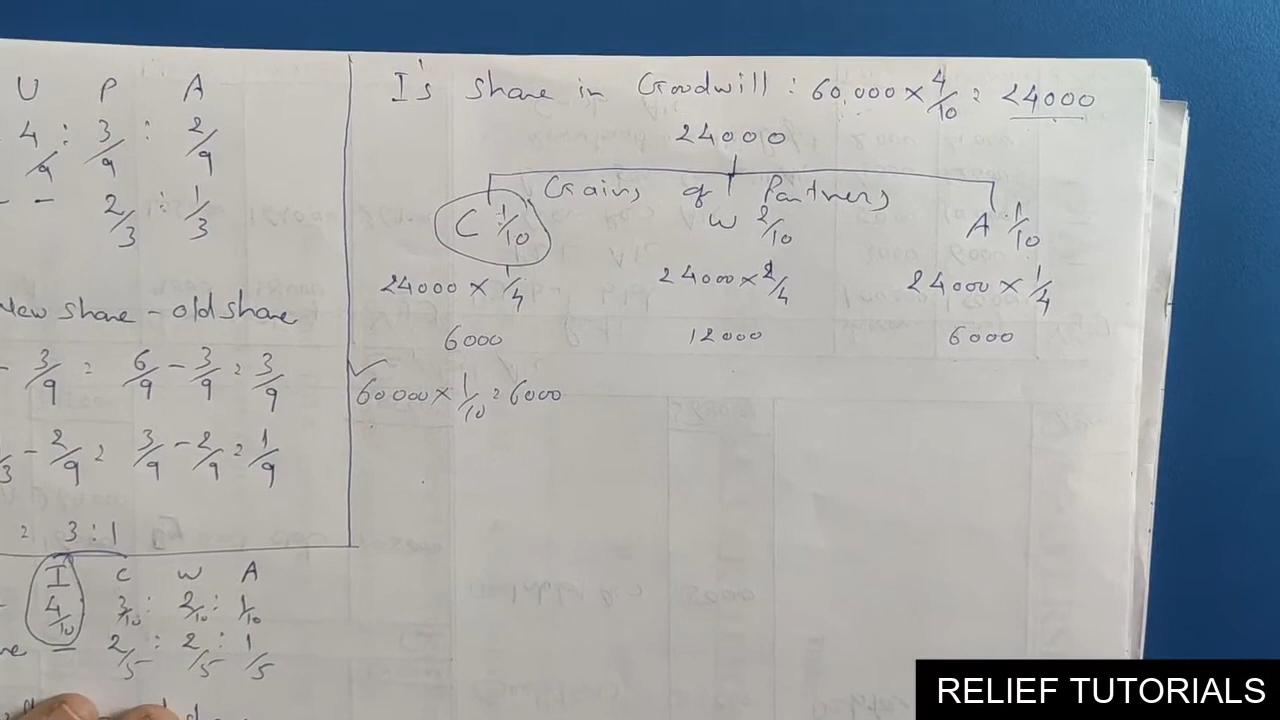 U P A
4/9 : 3/9 : 2/9
- - 2/3 : 1/3
New share - old share
- 3/9 = 6/9 - 3/9 = 3/9
/3 - 2/9 = 3/9 - 2/9 = 1/9
= 3:1
I C W A
4/10 3/10 : 2/10 : 1/10
2/5 : 2/5 : 1/5
I's share in Goodwill : 60,000 × 4/10 = 24000
24000
Gains of Partners
C 1/10 W 2/10 A 1/10
24000 × 1/4 24000 × 2/4 24000 × 1/4
6000 12000 6000
60000 × 1/10 = 6000
RELIEF TUTORIALS